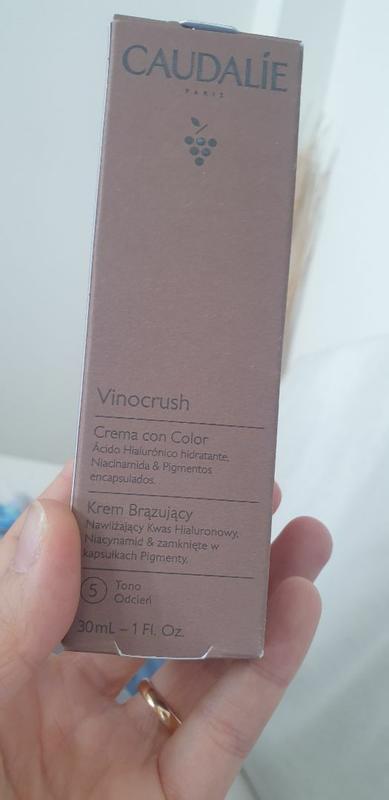 CAUDALÍE
PARIS
Vinocrush
Crema con Color
Ácido Hialurónico hidratante,
Niacinamida & Pigmentos
encapsulados.
Krem Brązujący
Nawilżający Kwas Hialuronowy,
Niacynamid & zamknięte w
kapsułkach Pigmenty.
5 Tono
Odcień
30mL – 1 Fl. Oz.